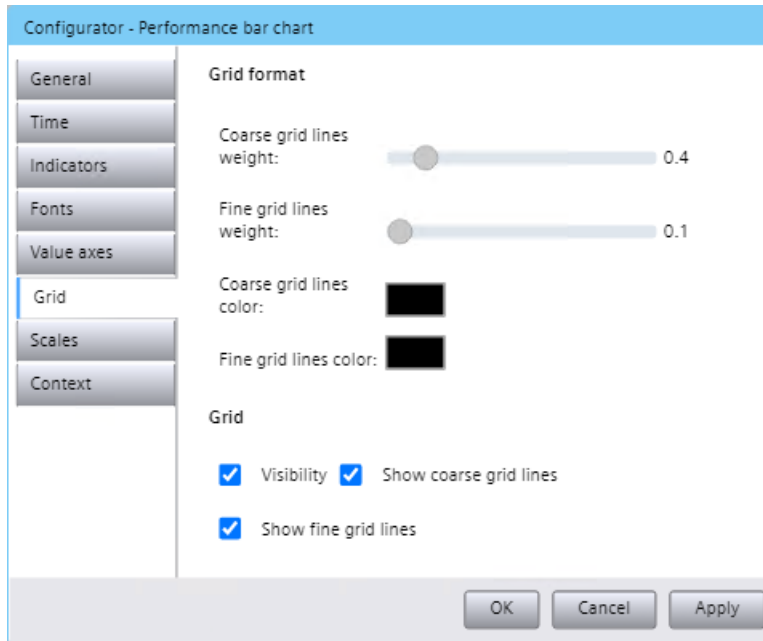 Configurator - Performance bar chart
General
Time
Indicators
Fonts
Value axes
Grid
Scales
Context
Grid format
Coarse grid lines
weight:
0.4
Fine grid lines
weight:
0.1
Coarse grid lines
color:
Fine grid lines color:
Grid
Visibility
Show coarse grid lines
Show fine grid lines
OK
Cancel
Apply